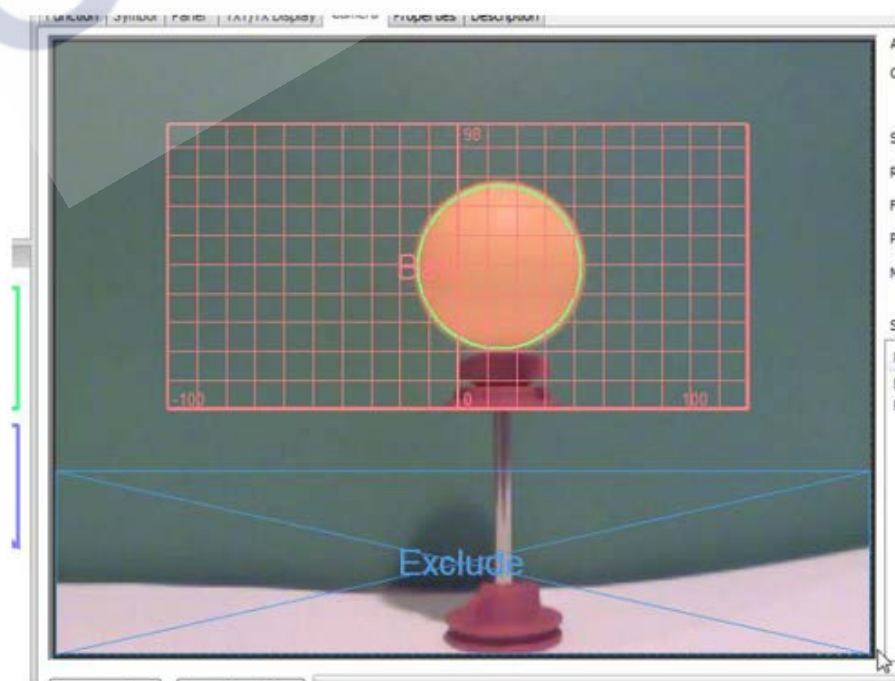 Function Symbol Panel TXT/TX Display Camera Properties Description
98
-100 0 100
Exclude